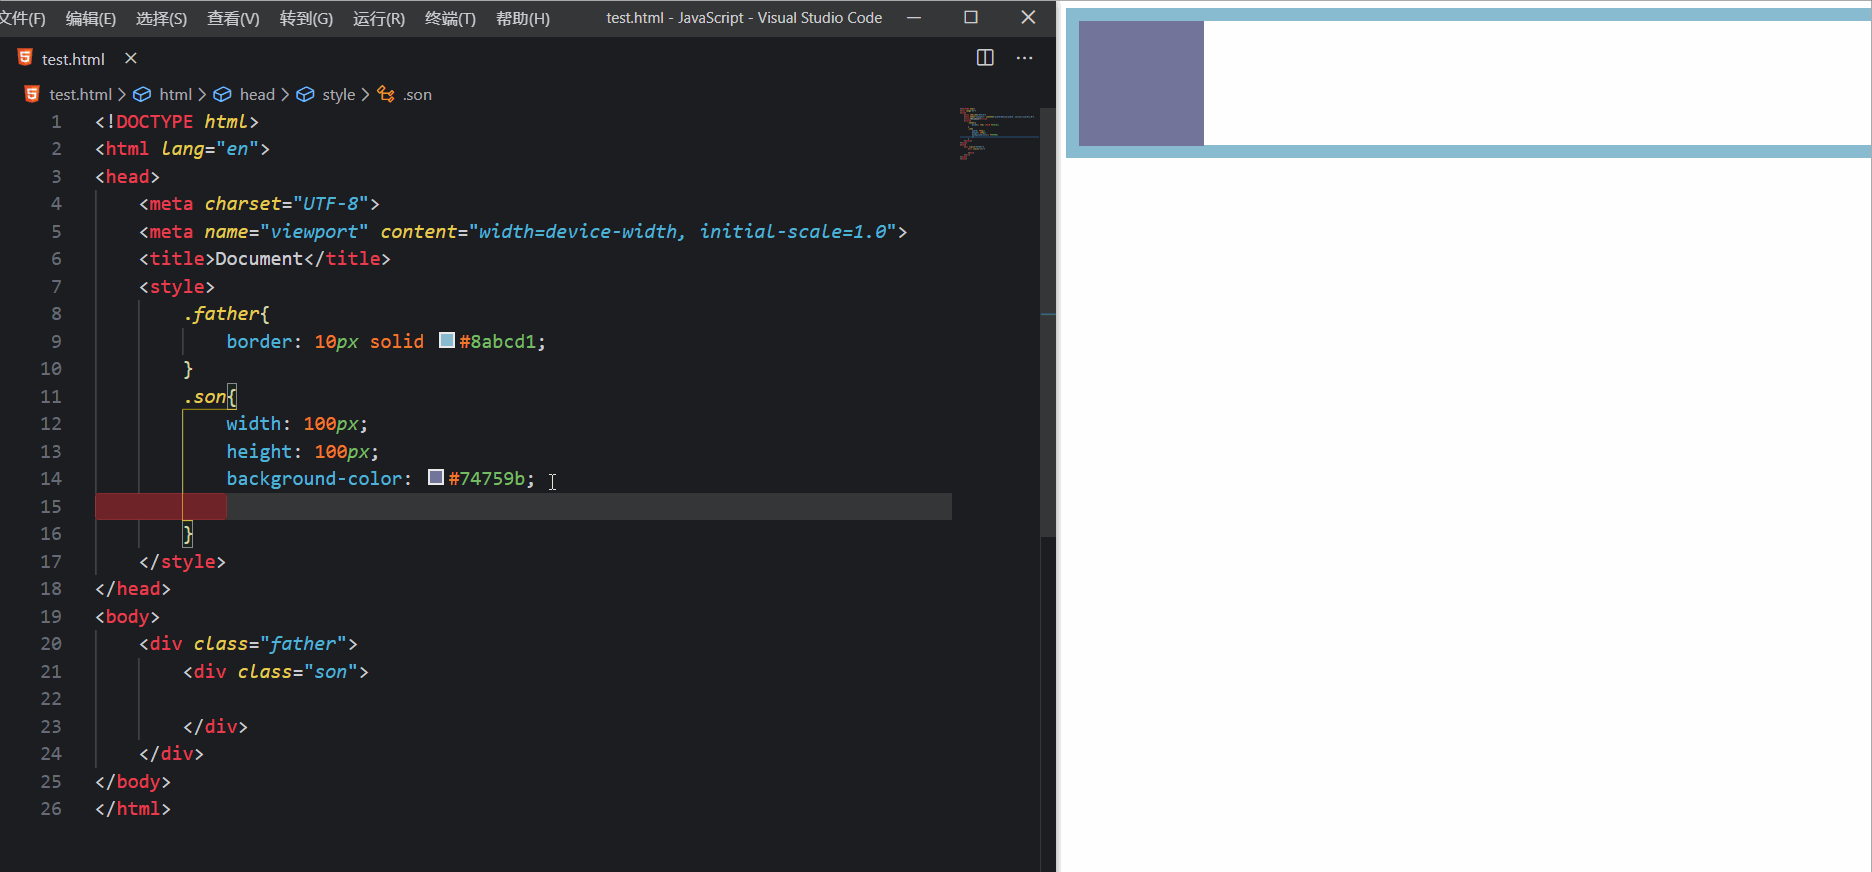 文件(F) 编辑(E) 选择(S) 查看(V) 转到(G) 运行(R) 终端(T) 帮助(H) test.html - JavaScript - Visual Studio Code
test.html
test.html > html > head > style > .son
1 <!DOCTYPE html>
2 <html lang="en">
3 <head>
4 <meta charset="UTF-8">
5 <meta name="viewport" content="width=device-width, initial-scale=1.0">
6 <title>Document</title>
7 <style>
8 .father{
9 border: 10px solid #8abcd1;
10 }
11 .son{
12 width: 100px;
13 height: 100px;
14 background-color: #74759b;
15
16 }
17 </style>
18 </head>
19 <body>
20 <div class="father">
21 <div class="son">
22
23 </div>
24 </div>
25 </body>
26 </html>